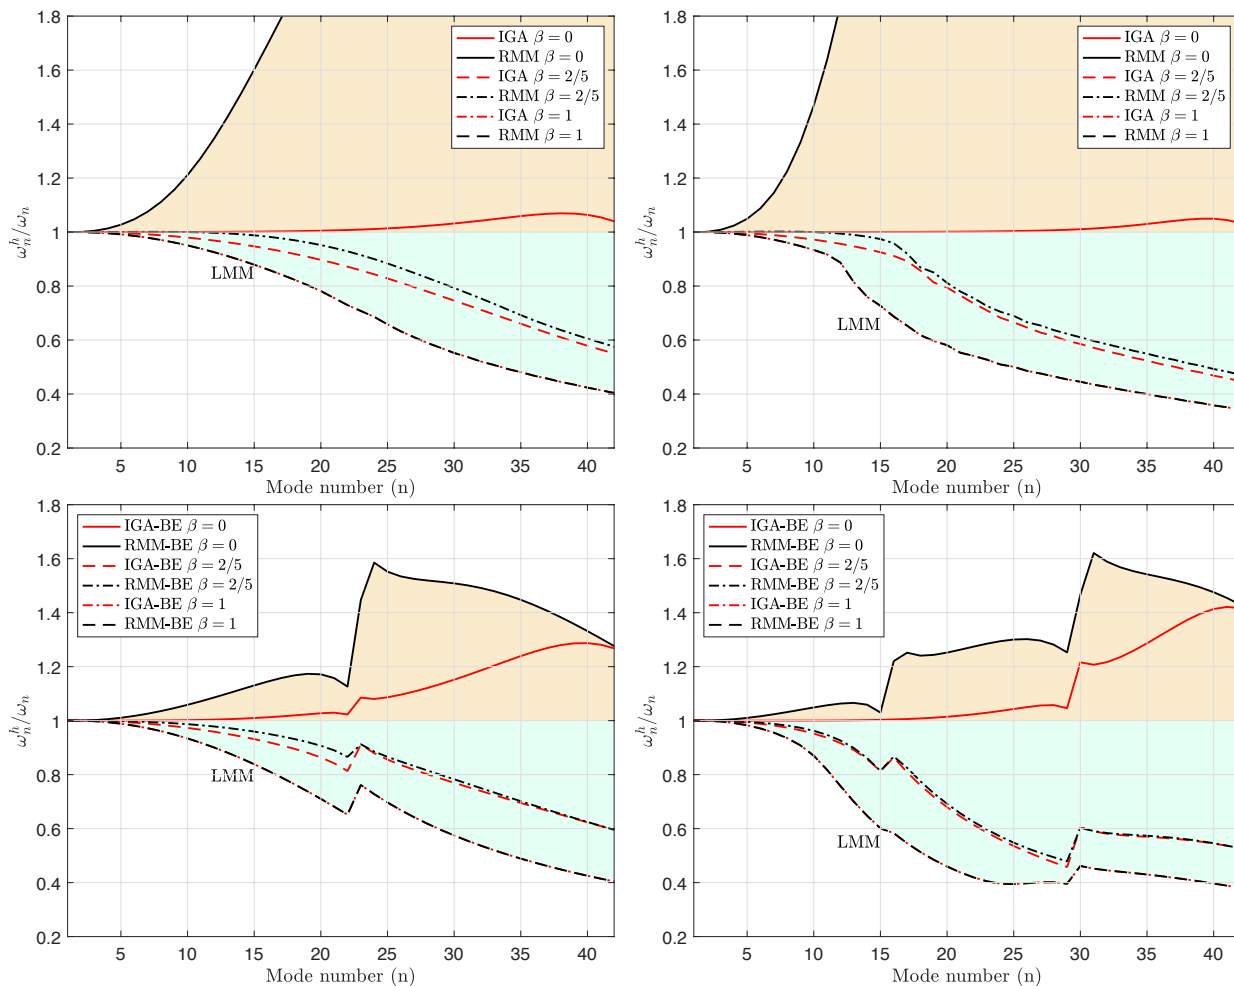 1.8
1.6
1.4
1.2
1
0.8
0.6
0.4
0.2
ω_n^h/ω_n
IGA β = 0
RMM β = 0
IGA β = 2/5
RMM β = 2/5
IGA β = 1
RMM β = 1
LMM
5 10 15 20 25 30 35 40
Mode number (n)
1.8
1.6
1.4
1.2
1
0.8
0.6
0.4
0.2
ω_n^h/ω_n
IGA β = 0
RMM β = 0
IGA β = 2/5
RMM β = 2/5
IGA β = 1
RMM β = 1
LMM
5 10 15 20 25 30 35 40
Mode number (n)
1.8
1.6
1.4
1.2
1
0.8
0.6
0.4
0.2
ω_n^h/ω_n
IGA-BE β = 0
RMM-BE β = 0
IGA-BE β = 2/5
RMM-BE β = 2/5
IGA-BE β = 1
RMM-BE β = 1
LMM
5 10 15 20 25 30 35 40
Mode number (n)
1.8
1.6
1.4
1.2
1
0.8
0.6
0.4
0.2
ω_n^h/ω_n
IGA-BE β = 0
RMM-BE β = 0
IGA-BE β = 2/5
RMM-BE β = 2/5
IGA-BE β = 1
RMM-BE β = 1
LMM
5 10 15 20 25 30 35 40
Mode number (n)